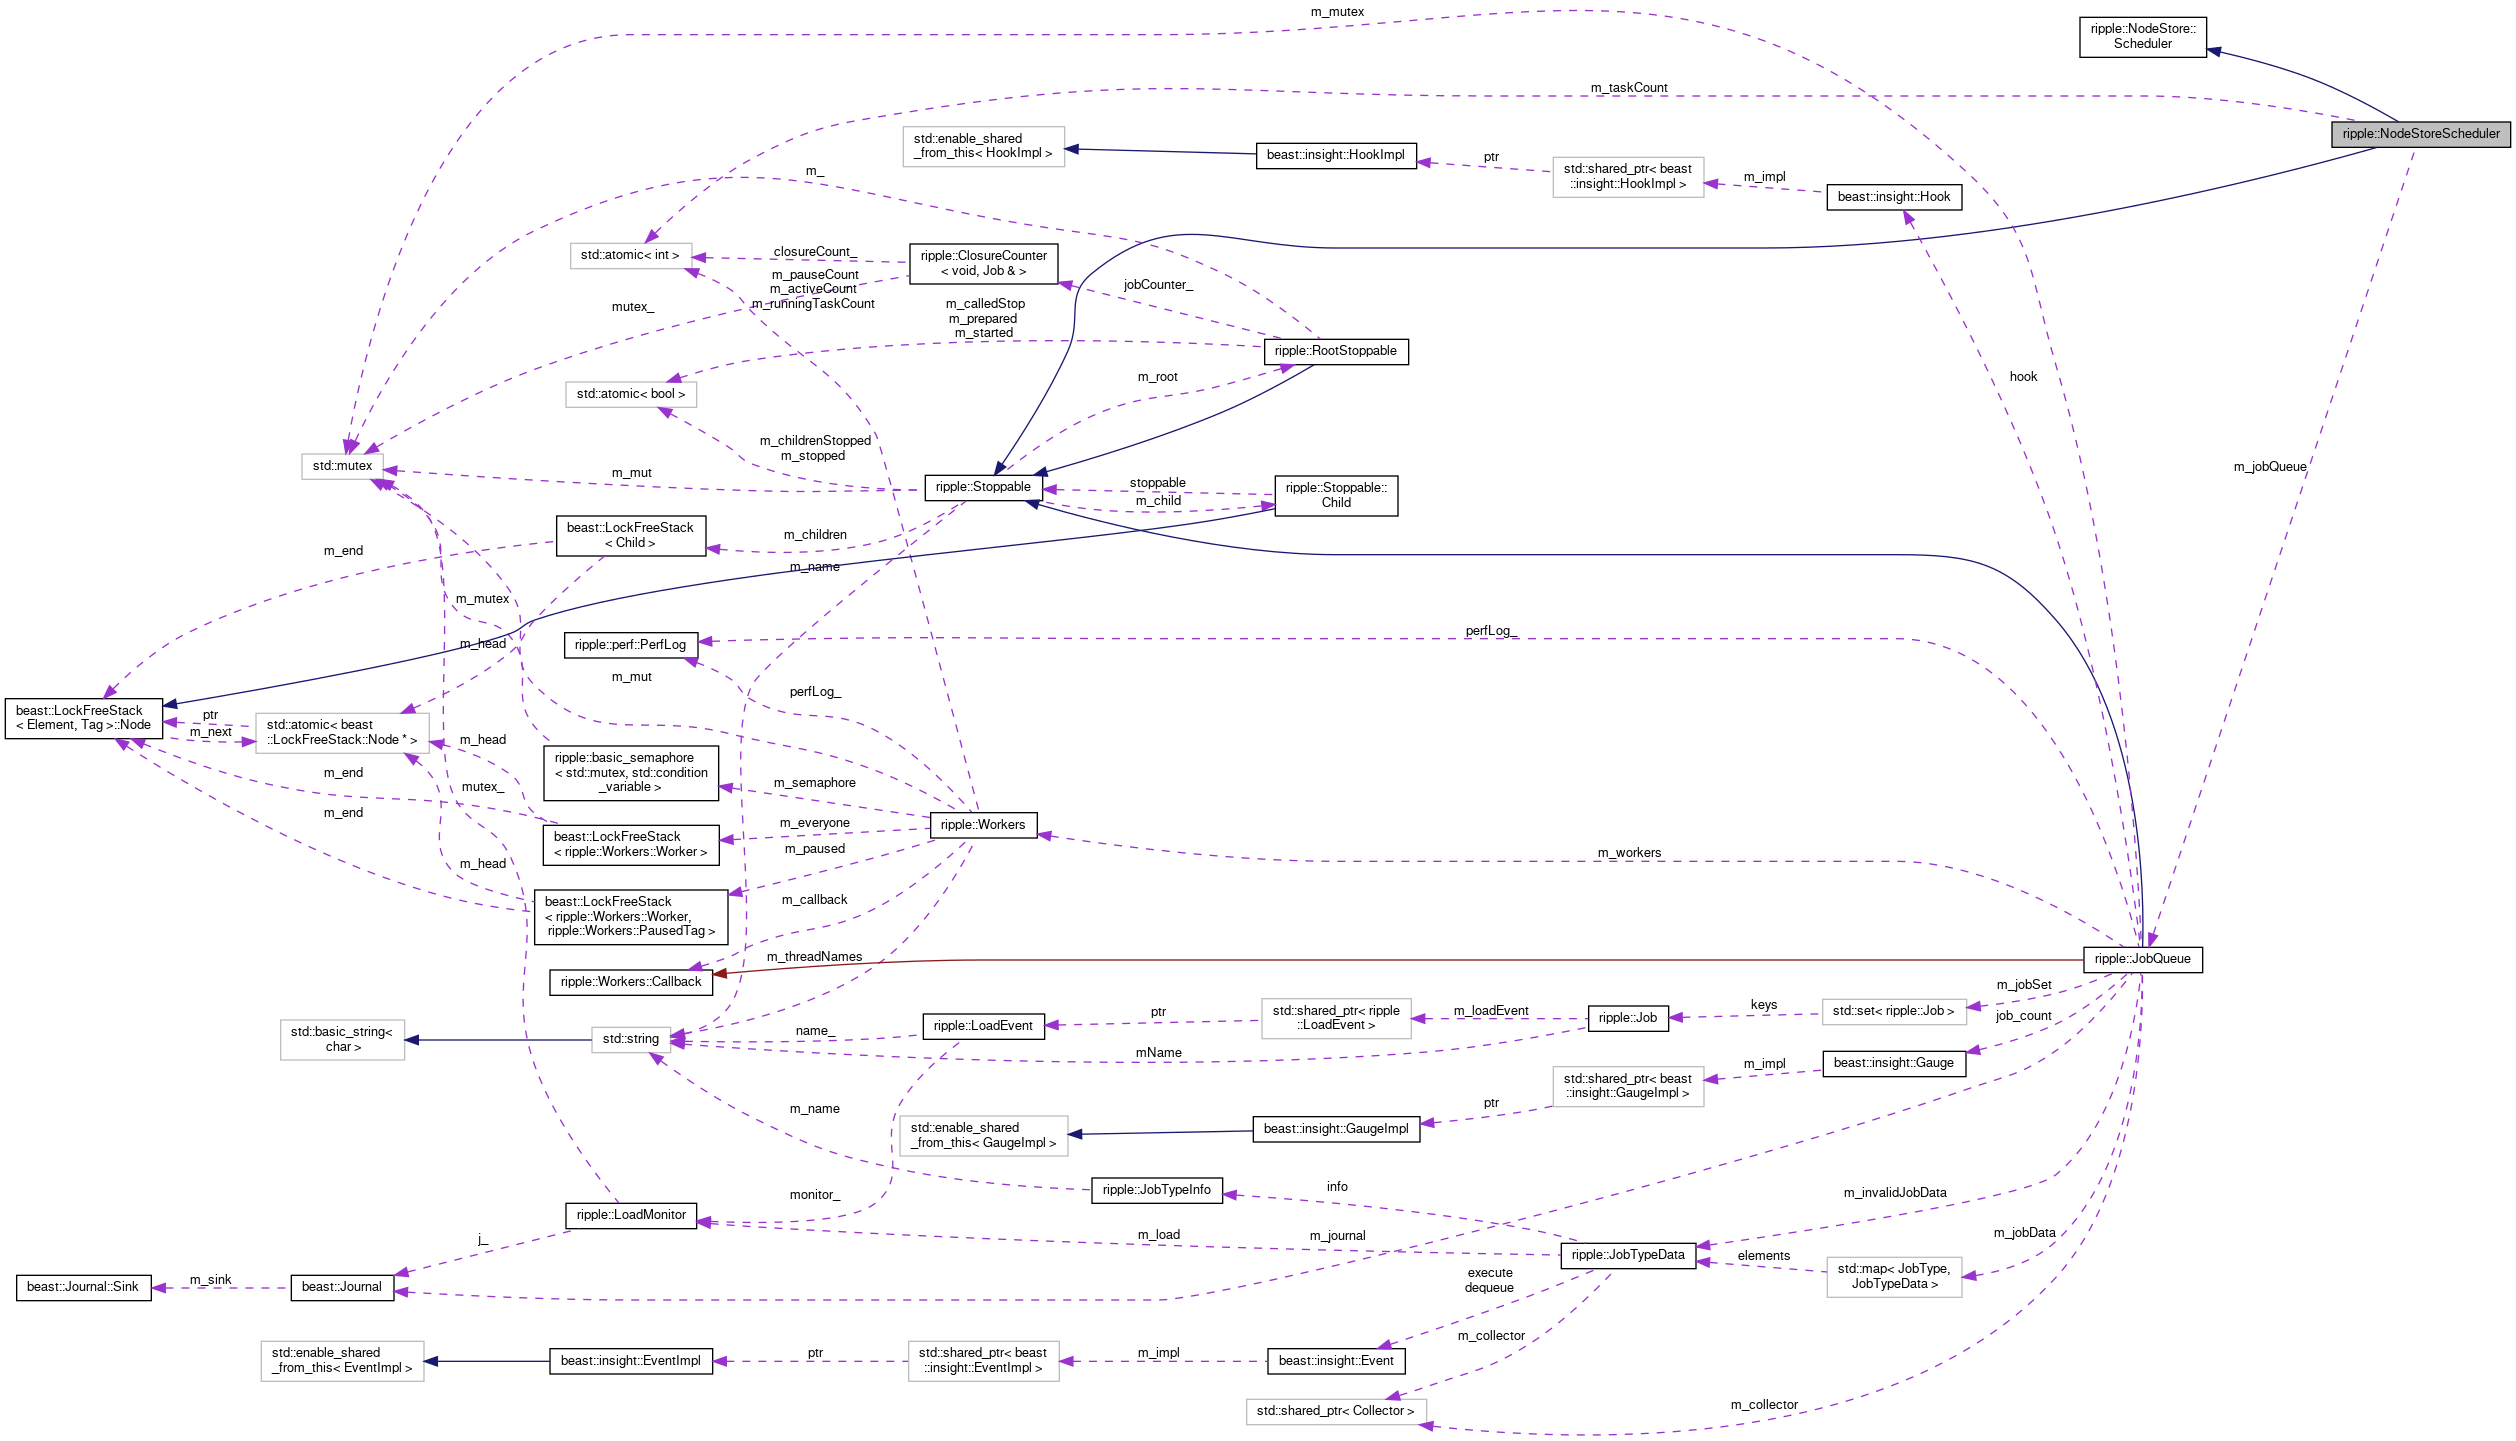 m_mutex
ripple::NodeStore::
Scheduler
m_taskCount
ripple::NodeStoreScheduler
std::enable_shared
_from_this< HookImpl >
beast::insight::HookImpl
ptr
std::shared_ptr< beast
::insight::HookImpl >
m_impl
beast::insight::Hook
m_
std::atomic< int >
closureCount_
ripple::ClosureCounter
< void, Job & >
m_pauseCount
m_activeCount
m_runningTaskCount
mutex_
jobCounter_
m_calledStop
m_prepared
m_started
ripple::RootStoppable
hook
std::atomic< bool >
m_root
m_childrenStopped
m_stopped
std::mutex
m_mut
ripple::Stoppable
stoppable
m_child
ripple::Stoppable::
Child
m_jobQueue
beast::LockFreeStack
< Child >
m_children
m_end
m_name
m_mutex
m_head
ripple::perf::PerfLog
perfLog_
m_mut
perfLog_
beast::LockFreeStack
< Element, Tag >::Node
ptr
m_next
std::atomic< beast
::LockFreeStack::Node * >
m_head
m_end
mutex_
m_end
ripple::basic_semaphore
< std::mutex, std::condition
_variable >
m_semaphore
m_everyone
ripple::Workers
beast::LockFreeStack
< ripple::Workers::Worker >
m_paused
m_workers
m_head
beast::LockFreeStack
< ripple::Workers::Worker,
ripple::Workers::PausedTag >
m_callback
m_threadNames
ripple::Workers::Callback
ripple::JobQueue
m_jobSet
std::basic_string<
char >
std::string
name_
ripple::LoadEvent
ptr
std::shared_ptr< ripple
::LoadEvent >
m_loadEvent
ripple::Job
keys
std::set< ripple::Job >
job_count
mName
beast::insight::Gauge
m_impl
std::shared_ptr< beast
::insight::GaugeImpl >
ptr
m_name
std::enable_shared
_from_this< GaugeImpl >
beast::insight::GaugeImpl
monitor_
ripple::JobTypeInfo
info
m_invalidJobData
ripple::LoadMonitor
j_
m_load
m_journal
ripple::JobTypeData
elements
m_jobData
std::map< JobType,
JobTypeData >
beast::Journal::Sink
m_sink
beast::Journal
execute
dequeue
m_collector
std::enable_shared
_from_this< EventImpl >
beast::insight::EventImpl
ptr
std::shared_ptr< beast
::insight::EventImpl >
m_impl
beast::insight::Event
std::shared_ptr< Collector >
m_collector